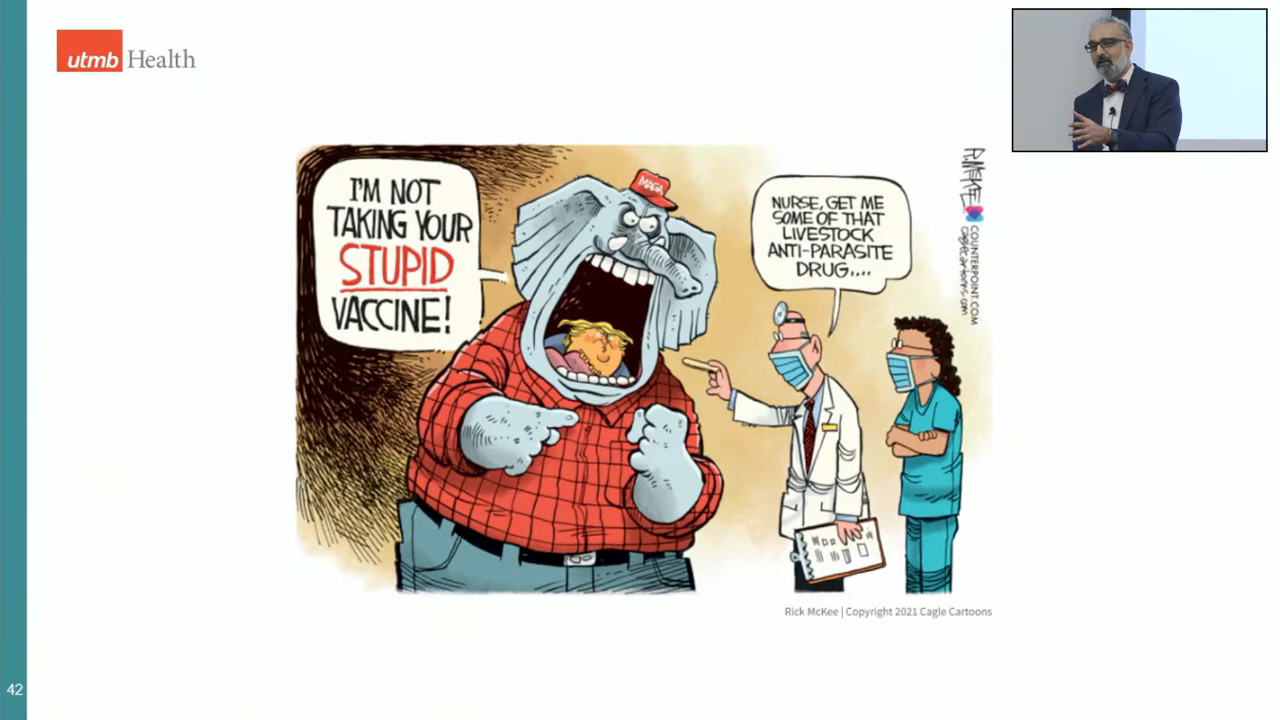 utmb Health
I'M NOT
TAKING YOUR
STUPID
VACCINE!
MAGA
NURSE, GET ME
SOME OF THAT
LIVESTOCK
ANTI-PARASITE
DRUG....
COUNTERPOINT.COM
caglecartoons.com
Rick McKee | Copyright 2021 Cagle Cartoons
42